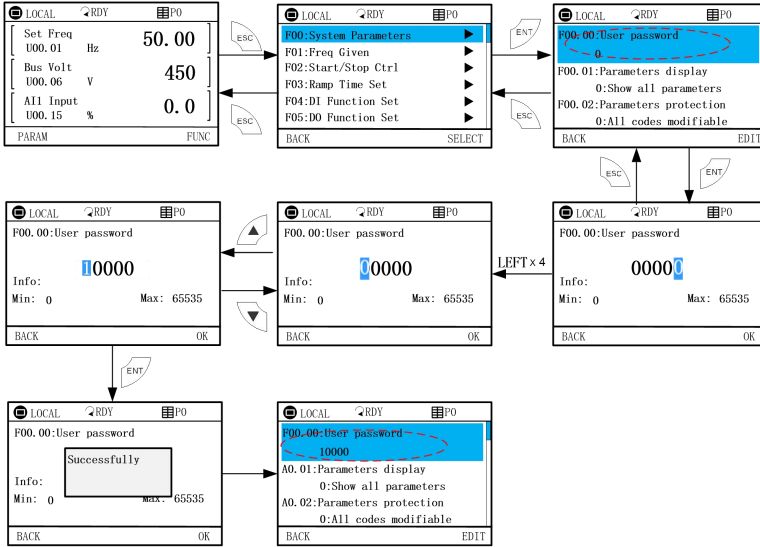 LOCAL RDY P0
Set Freq
U00.01 Hz 50.00
Bus Volt
U00.06 V 450
AI1 Input
U00.15 % 0.0
PARAM FUNC
ESC
ESC
LOCAL RDY P0
F00:System Parameters
F01:Freq Given
F02:Start/Stop Ctrl
F03:Ramp Time Set
F04:DI Function Set
F05:DO Function Set
BACK SELECT
ENT
ESC
LOCAL RDY P0
F00.00:User password
0
F00.01:Parameters display
0:Show all parameters
F00.02:Parameters protection
0:All codes modifiable
BACK EDIT
ESC
ENT
LOCAL RDY P0
F00.00:User password
00000
Info:
Min: 0 Max: 65535
BACK OK
LEFT×4
LOCAL RDY P0
F00.00:User password
00000
Info:
Min: 0 Max: 65535
BACK OK
LOCAL RDY P0
F00.00:User password
10000
Info:
Min: 0 Max: 65535
BACK OK
ENT
LOCAL RDY P0
F00.00:User password
Successfully
Info:
Min: 0 Max: 65535
BACK OK
LOCAL RDY P0
F00.00:User password
10000
A0.01:Parameters display
0:Show all parameters
A0.02:Parameters protection
0:All codes modifiable
BACK EDIT